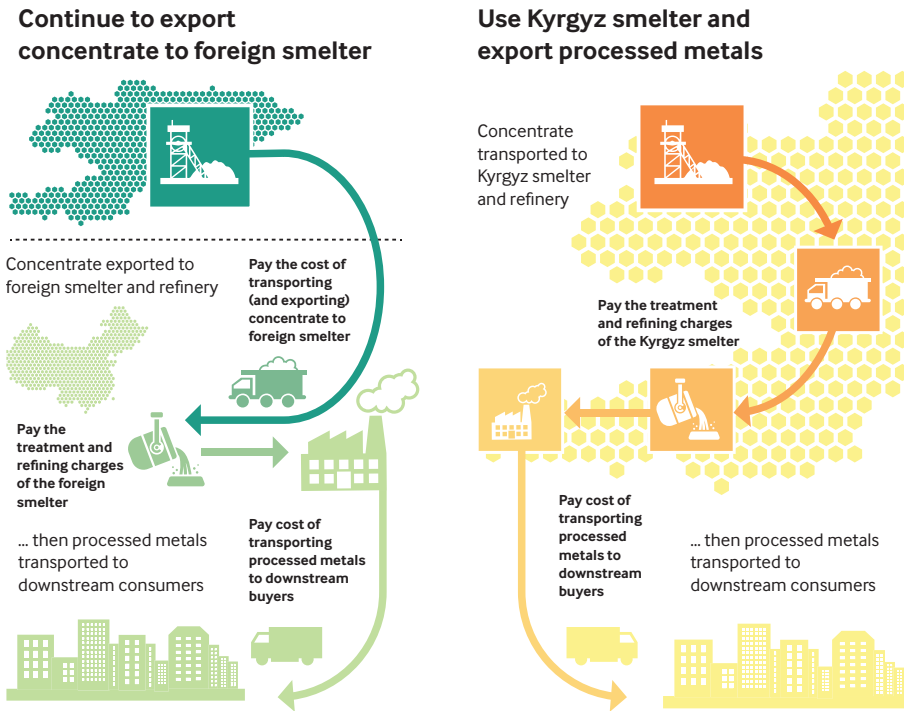 Continue to export
concentrate to foreign smelter
Concentrate exported to
foreign smelter and refinery
Pay the cost of
transporting
(and exporting)
concentrate to
foreign smelter
Pay the
treatment and
refining charges
of the foreign
smelter
... then processed metals
transported to
downstream consumers
Pay cost of
transporting
processed metals
to downstream
buyers
Use Kyrgyz smelter and
export processed metals
Concentrate
transported to
Kyrgyz smelter
and refinery
Pay the treatment
and refining charges
of the Kyrgyz smelter
Pay cost of
transporting
processed
metals to
downstream
buyers
... then processed metals
transported to
downstream consumers